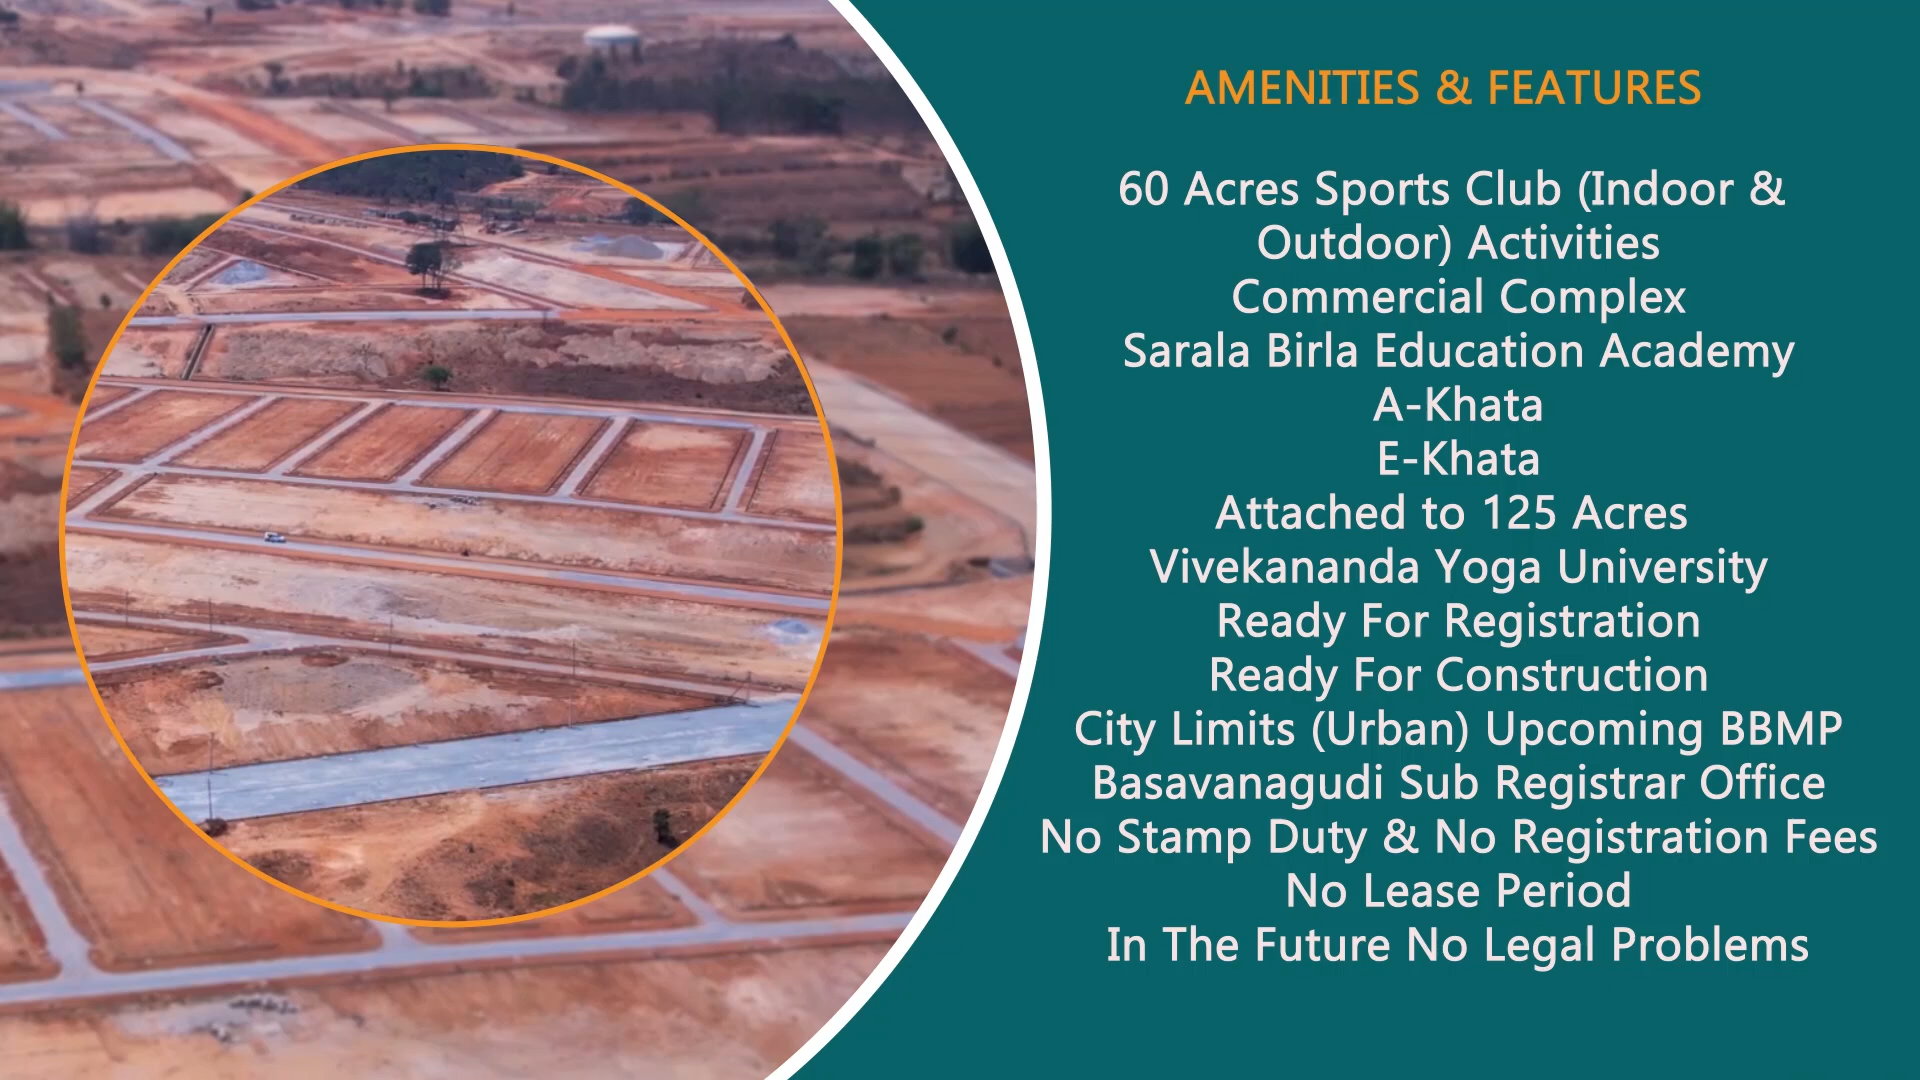 AMENITIES & FEATURES
60 Acres Sports Club (Indoor &
Outdoor) Activities
Commercial Complex
Sarala Birla Education Academy
A-Khata
E-Khata
Attached to 125 Acres
Vivekananda Yoga University
Ready For Registration
Ready For Construction
City Limits (Urban) Upcoming BBMP
Basavanagudi Sub Registrar Office
No Stamp Duty & No Registration Fees
No Lease Period
In The Future No Legal Problems